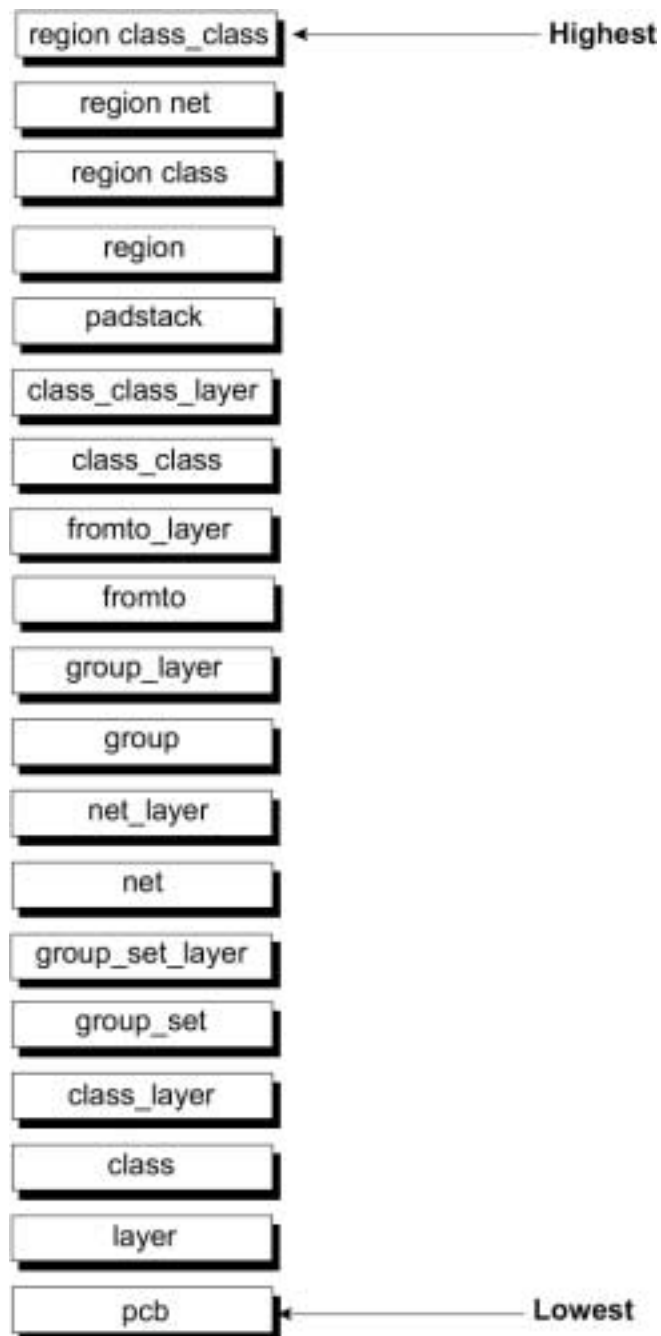 region class_class Highest
region net
region class
region
padstack
class_class_layer
class_class
fromto_layer
fromto
group_layer
group
net_layer
net
group_set_layer
group_set
class_layer
class
layer
pcb Lowest